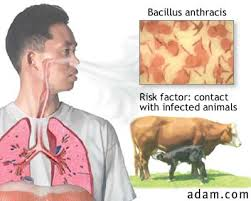 Bacillus anthracis
Risk factor: contact
with infected animals
adam.com